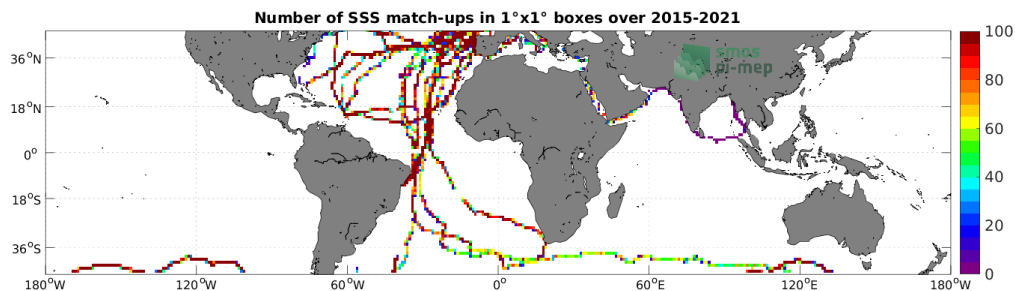 Number of SSS match-ups in 1°x1° boxes over 2015-2021
smos
pi-mep
36°N
18°N
0°
18°S
36°S
180°W
120°W
60°W
0°
60°E
120°E
180°W
100
80
60
40
20
0